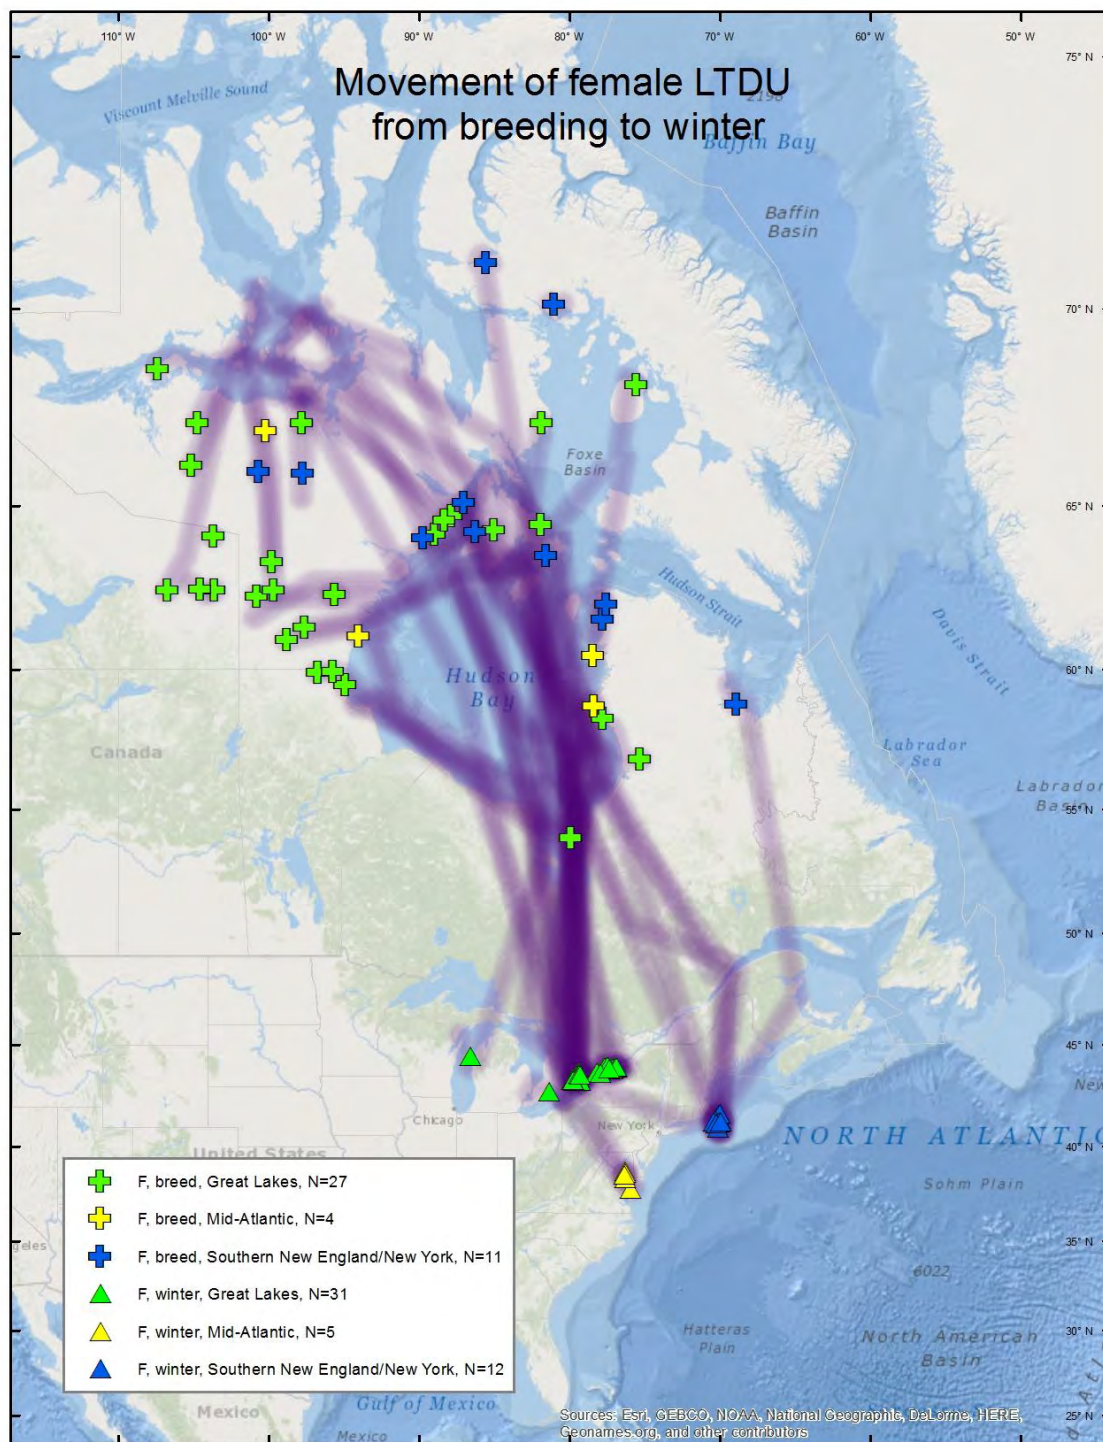 110° W 100° W 90° W 80° W 70° W 60° W 50° W
75° N
Movement of female LTDU
from breeding to winter
Viscount Melville Sound
2198
Baffin Bay
Baffin
Basin
70° N
Foxe
Basin
65° N
Hudson Strait
Davis Strait
60° N
Hudson
Bay
Canada
Labrador
Sea
Labrador
Basin
55° N
50° N
45° N
Chicago
New York
40° N
NORTH ATLANTIC
United States
Sohm Plain
35° N
6022
30° N
Hatteras
Plain
North American
Basin
25° N
F, breed, Great Lakes, N=27
F, breed, Mid-Atlantic, N=4
F, breed, Southern New England/New York, N=11
F, winter, Great Lakes, N=31
F, winter, Mid-Atlantic, N=5
F, winter, Southern New England/New York, N=12
Mexico
Gulf of Mexico
Mexico
Sources: Esri, GEBCO, NOAA, National Geographic, DeLorme, HERE,
Geonames.org, and other contributors